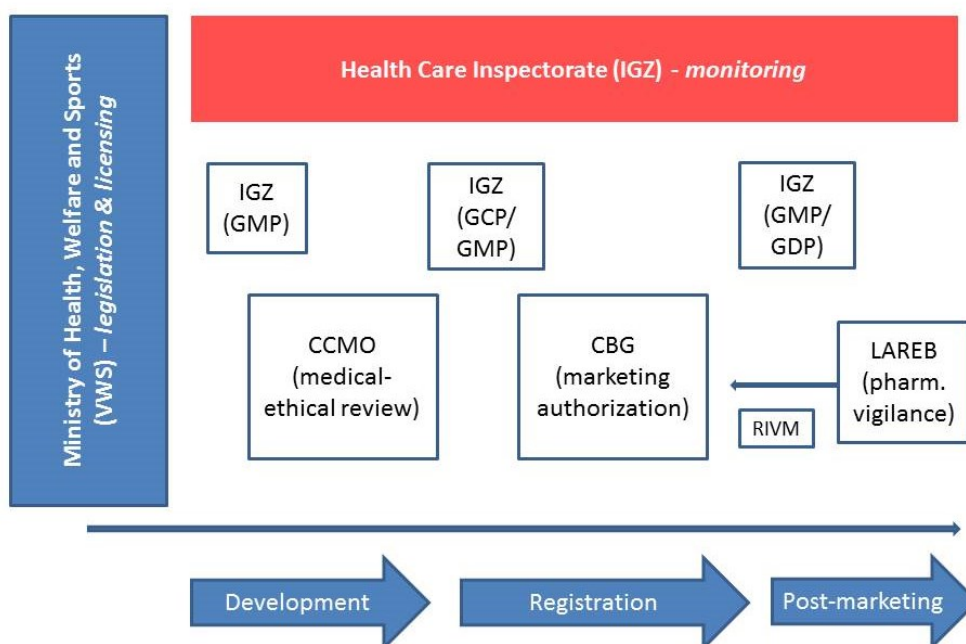 Ministry of Health, Welfare and Sports
(VWS) – legislation & licensing
Health Care Inspectorate (IGZ) - monitoring
IGZ
(GMP)
IGZ
(GCP/
GMP)
IGZ
(GMP/
GDP)
CCMO
(medical-
ethical review)
CBG
(marketing
authorization)
LAREB
(pharm.
vigilance)
RIVM
Development
Registration
Post-marketing